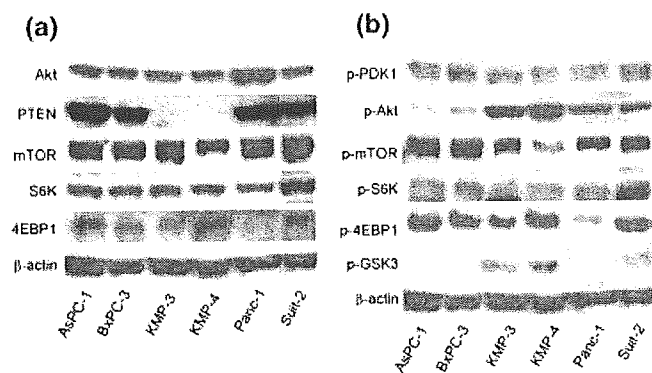 (a)
Akt
PTEN
mTOR
S6K
4EBP1
β-actin
AsPC-1
BxPC-3
KMP-3
KMP-4
Panc-1
Suit-2
(b)
p-PDK1
p-Akt
p-mTOR
p-S6K
p-4EBP1
p-GSK3
β-actin
AsPC-1
BxPC-3
KMP-3
KMP-4
Panc-1
Suit-2